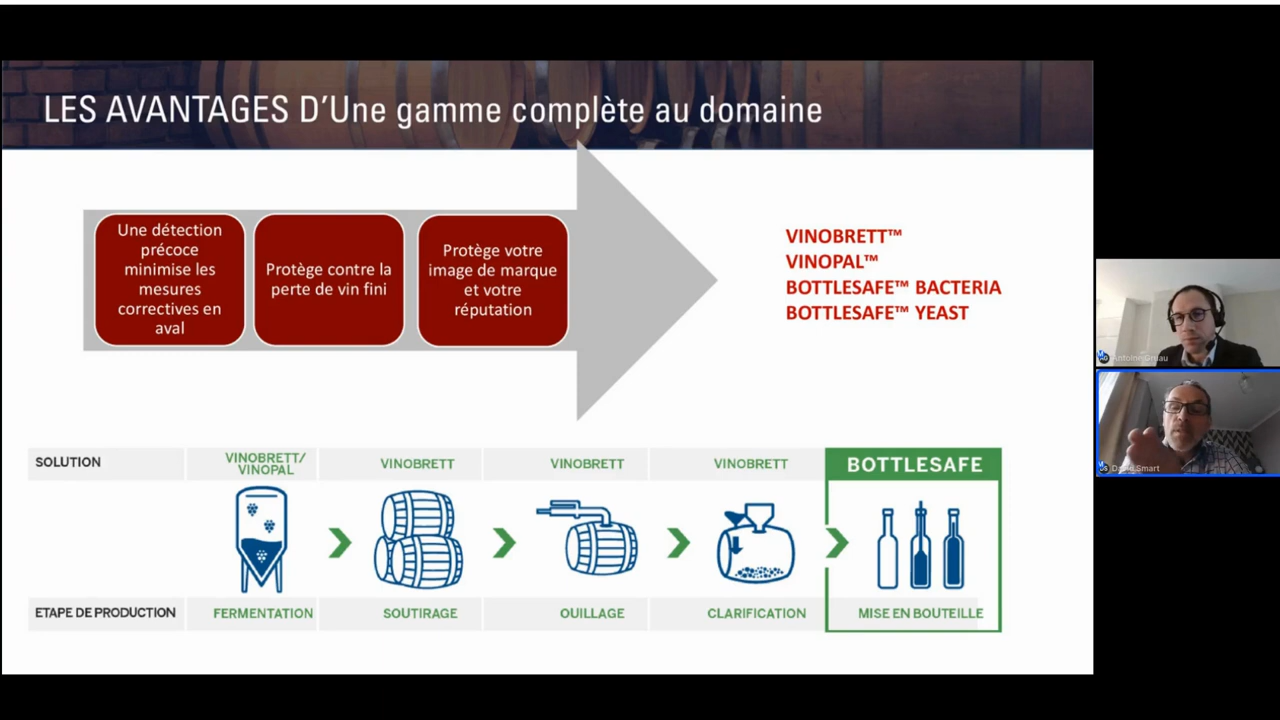 LES AVANTAGES D'Une gamme complète au domaine
Une détection
précoce
minimise les
mesures
correctives en
aval
Protège contre la
perte de vin fini
Protège votre
image de marque
et votre
réputation
VINOBRETT™
VINOPAL™
BOTTLESAFE™ BACTERIA
BOTTLESAFE™ YEAST
SOLUTION
VINOBRETT/
VINOPAL
VINOBRETT
VINOBRETT
VINOBRETT
BOTTLESAFE
ETAPE DE PRODUCTION
FERMENTATION
SOUTIRAGE
OUILLAGE
CLARIFICATION
MISE EN BOUTEILLE
Antoine
Smart